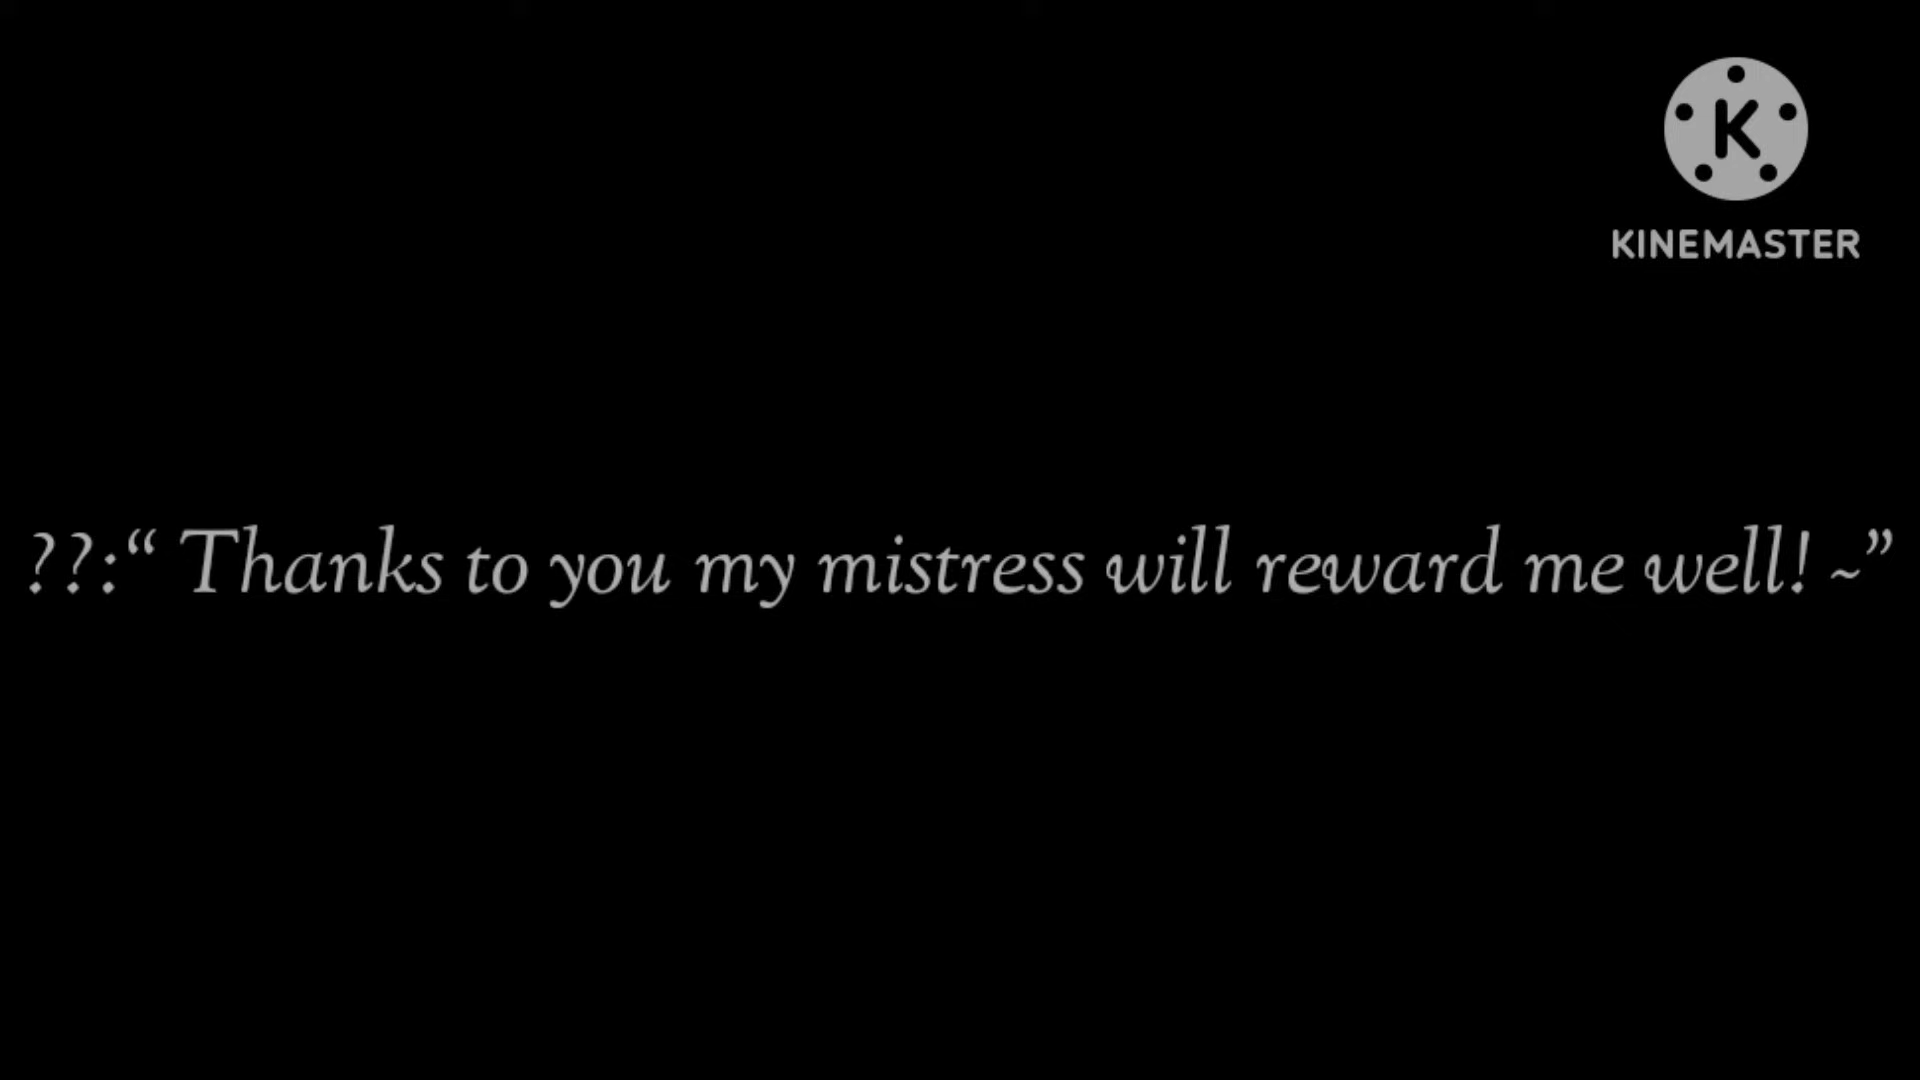 K
KINEMASTER
??:“ Thanks to you my mistress will reward me well! ~”